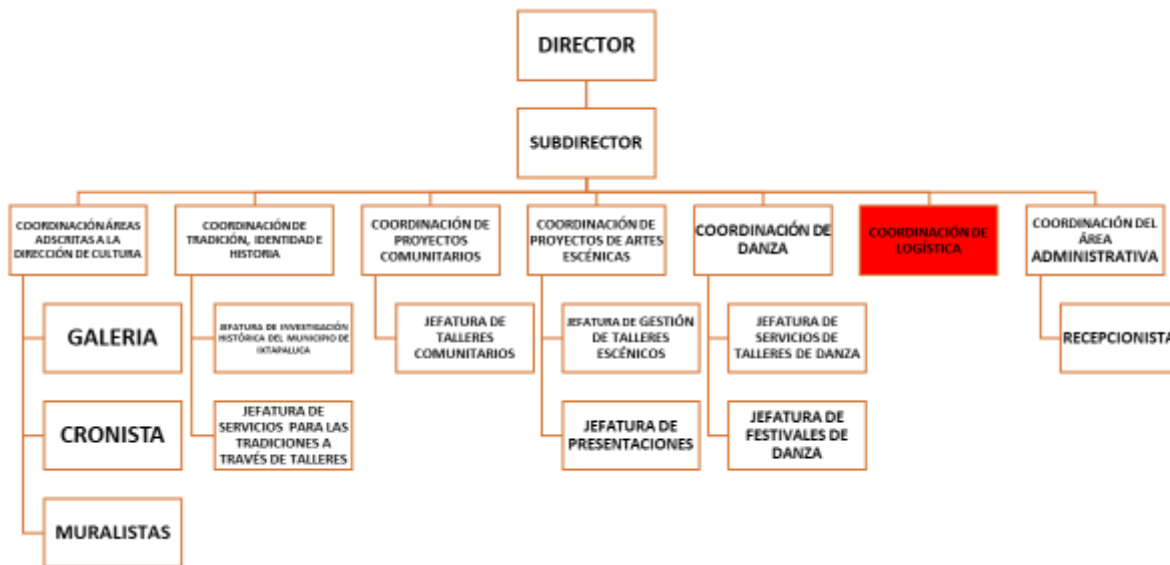 DIRECTOR
SUBDIRECTOR
COORDINACIÓN ÁREAS
ADSCRITAS A LA
DIRECCIÓN DE CULTURA
COORDINACIÓN DE
TRADICIÓN, IDENTIDAD E
HISTORIA
COORDINACIÓN DE
PROYECTOS
COMUNITARIOS
COORDINACIÓN DE
PROYECTOS DE ARTES
ESCÉNICAS
COORDINACIÓN DE
DANZA
COORDINACIÓN DE
LOGÍSTICA
COORDINACIÓN DEL
ÁREA
ADMINISTRATIVA
GALERIA
JEFATURA DE INVESTIGACIÓN
HISTÓRICA DEL MUNICIPIO DE
IXTAPALUCA
JEFATURA DE
TALLERES
COMUNITARIOS
JEFATURA DE GESTIÓN
DE TALLERES
ESCÉNICOS
JEFATURA DE
SERVICIOS DE
TALLERES DE DANZA
RECEPCIONISTA
CRONISTA
JEFATURA DE
SERVICIOS PARA LAS
TRADICIONES A
TRAVÉS DE TALLERES
JEFATURA DE
PRESENTACIONES
JEFATURA DE
FESTIVALES DE
DANZA
MURALISTAS